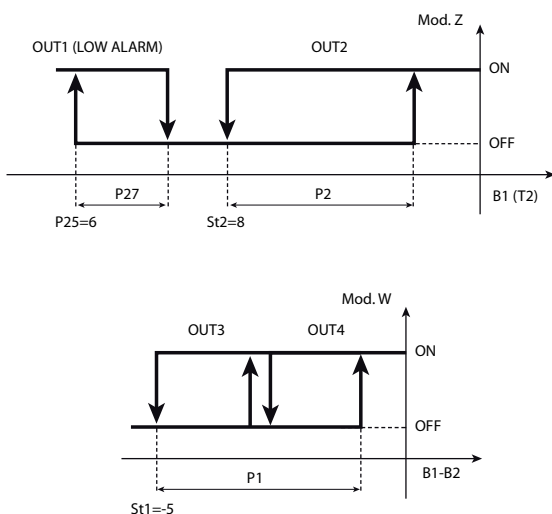 Mod. Z
OUT1 (LOW ALARM)
OUT2
ON
OFF
P27
P2
B1 (T2)
P25=6
St2=8
Mod. W
OUT3
OUT4
ON
OFF
P1
B1-B2
St1=-5